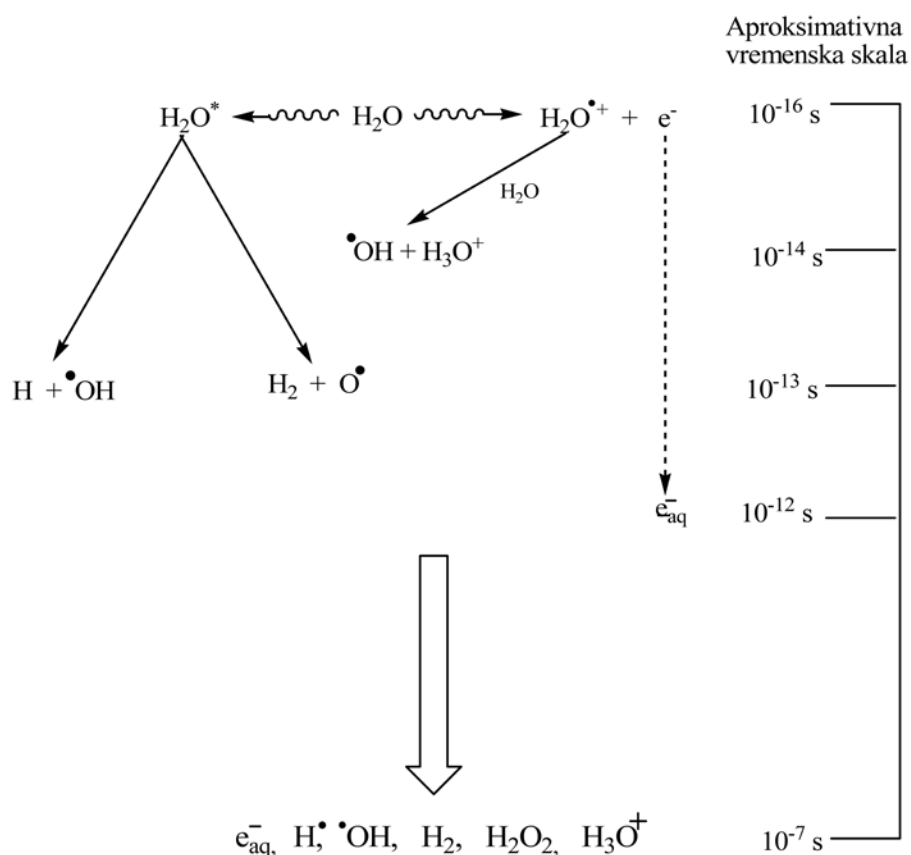 Aproksimativna
vremenska skala
H₂O* H₂O H₂O•⁺ + e⁻ 10⁻¹⁶ s
H₂O
•OH + H₃O⁺ 10⁻¹⁴ s
H + •OH H₂ + O• 10⁻¹³ s
e⁻aq 10⁻¹² s
e⁻aq, H•, •OH, H₂, H₂O₂, H₃O⁺ 10⁻⁷ s